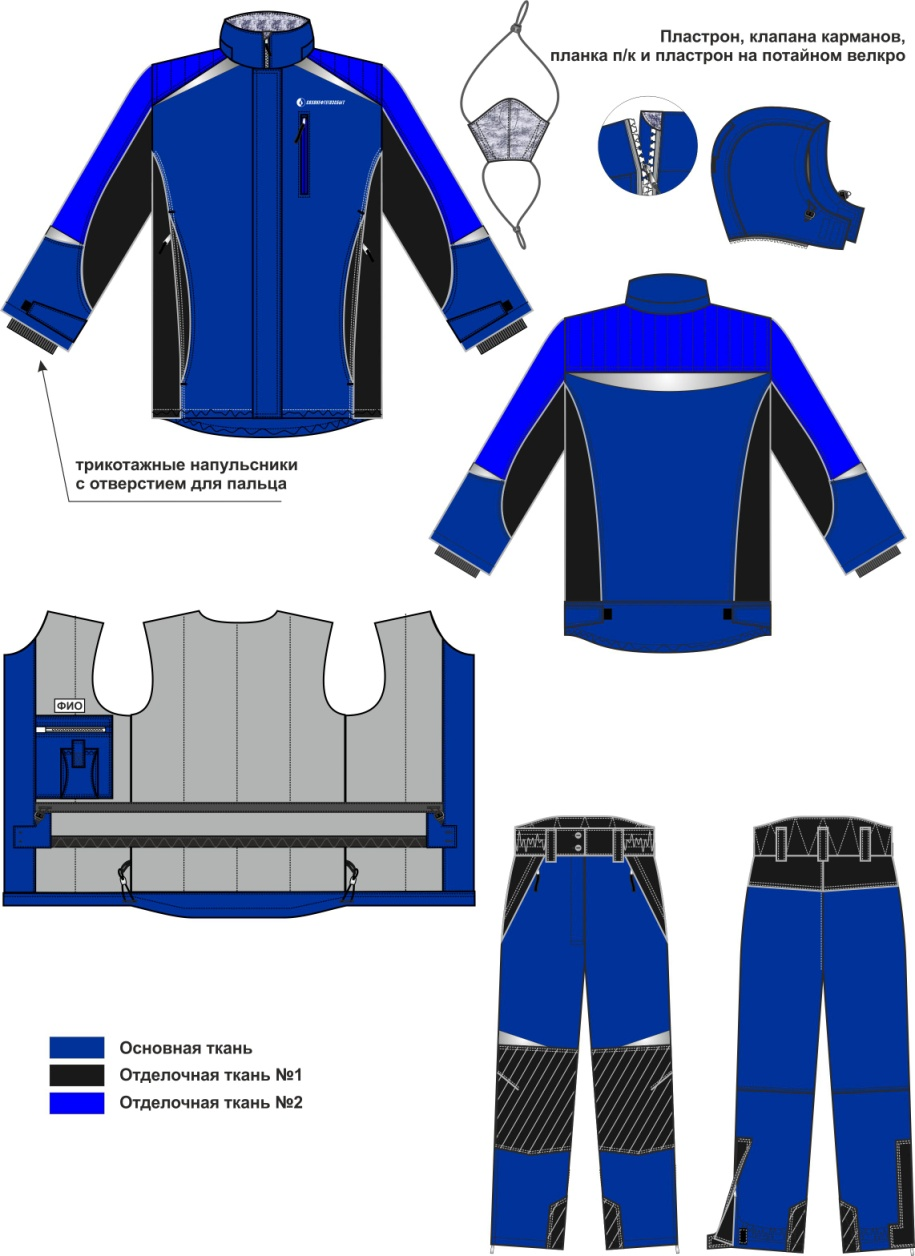 Пластрон, клапана карманов,
планка п/к и пластрон на потайном велкро
трикотажные напульсники
с отверстием для пальца
ФИО
Основная ткань
Отделочная ткань №1
Отделочная ткань №2